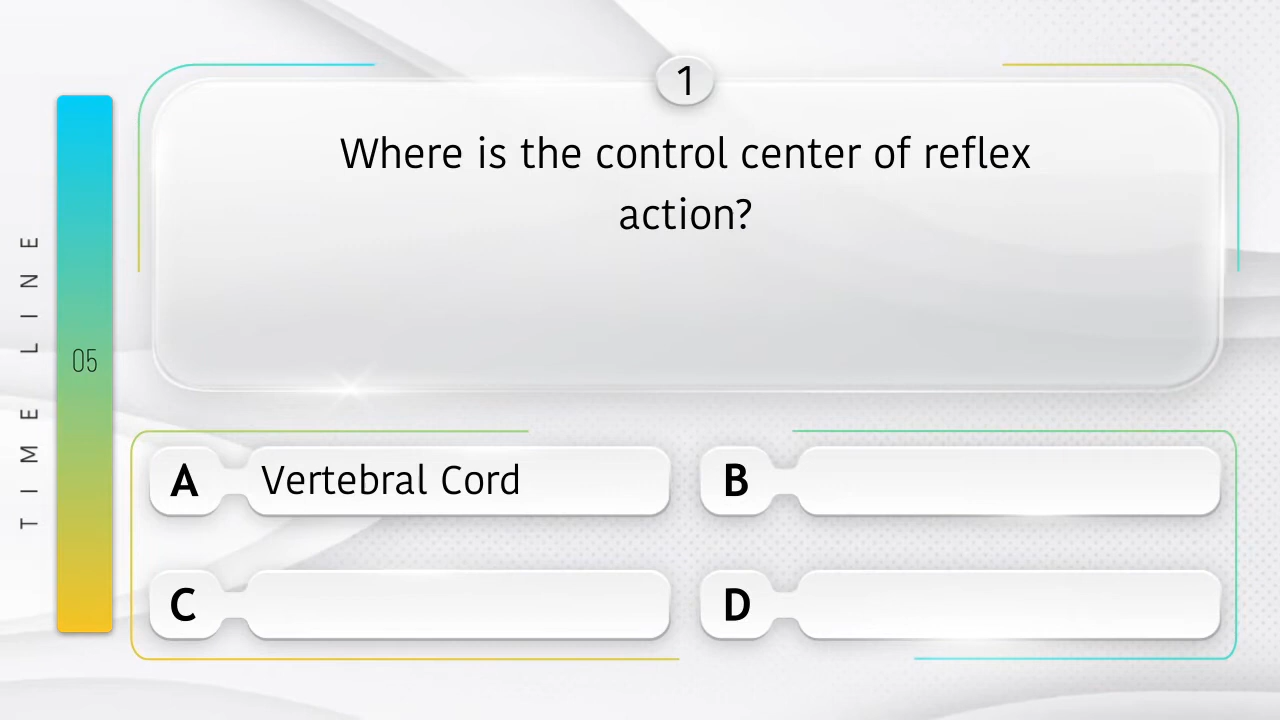 1
Where is the control center of reflex
action?
TIME LINE
05
A Vertebral Cord
B
C
D